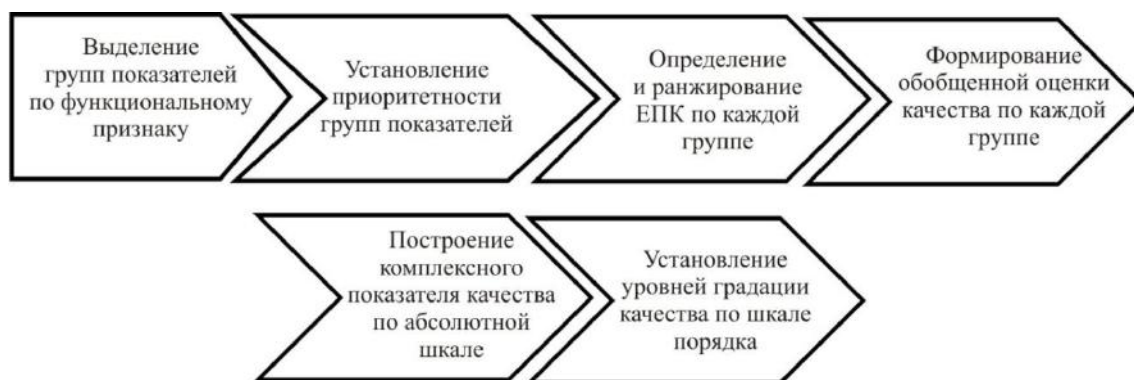 Выделение
групп показателей
по функциональному
признаку
Установление
приоритетности
групп показателей
Определение
и ранжирование
ЕПК по каждой
группе
Формирование
обобщенной оценки
качества по каждой
группе
Построение
комплексного
показателя качества
по абсолютной
шкале
Установление
уровней градации
качества по шкале
порядка